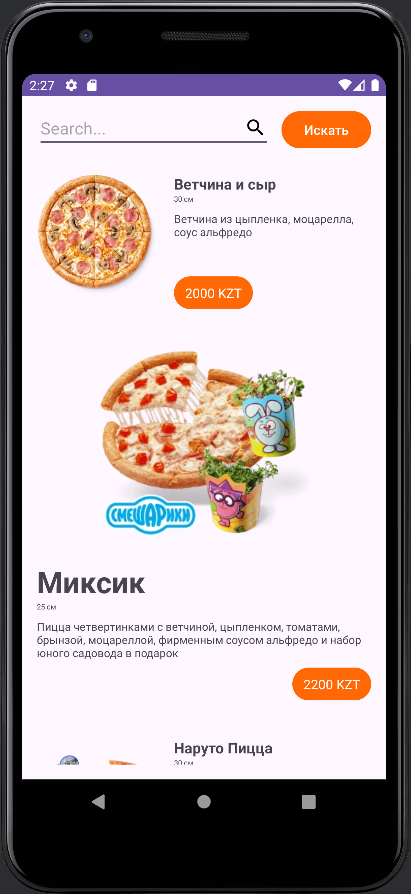 2:27
Search...
Искать
Ветчина и сыр
30 см
Ветчина из цыпленка, моцарелла,
соус альфредо
2000 KZT
СМЕШАРИКИ
Миксик
25 см
Пицца четвертинками с ветчиной, цыпленком, томатами,
брынзой, моцареллой, фирменным соусом альфредо и набор
юного садовода в подарок
2200 KZT
Наруто Пицца
30 см